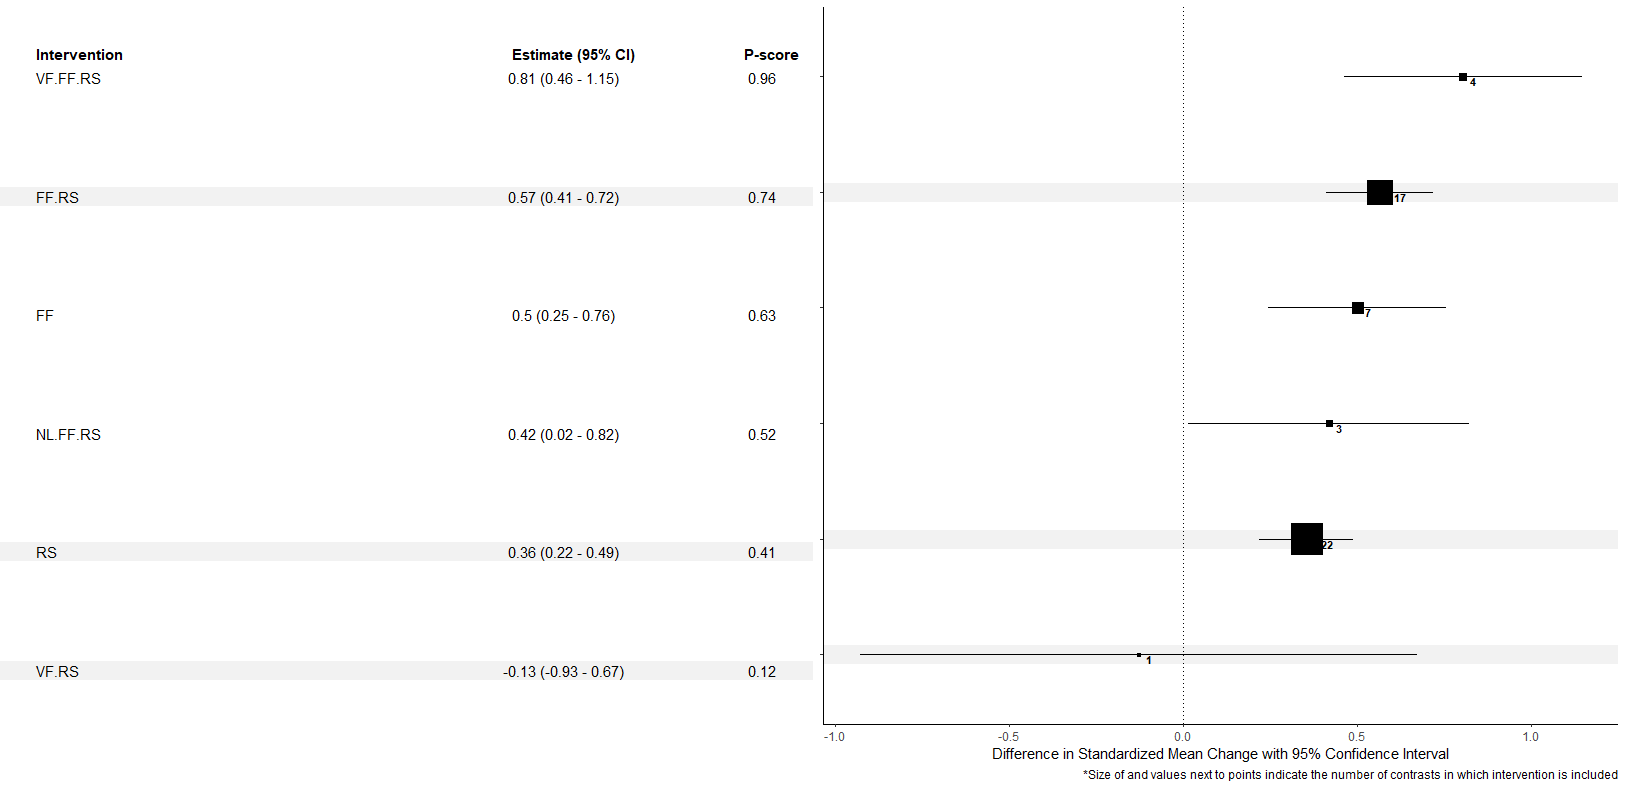 Intervention Estimate (95% CI) P-score
VF.FF.RS 0.81 (0.46 - 1.15) 0.96 4
FF.RS 0.57 (0.41 - 0.72) 0.74 17
FF 0.5 (0.25 - 0.76) 0.63 7
NL.FF.RS 0.42 (0.02 - 0.82) 0.52 3
RS 0.36 (0.22 - 0.49) 0.41 22
VF.RS -0.13 (-0.93 - 0.67) 0.12 1
-1.0 -0.5 0.0 0.5 1.0
Difference in Standardized Mean Change with 95% Confidence Interval
*Size of and values next to points indicate the number of contrasts in which intervention is included